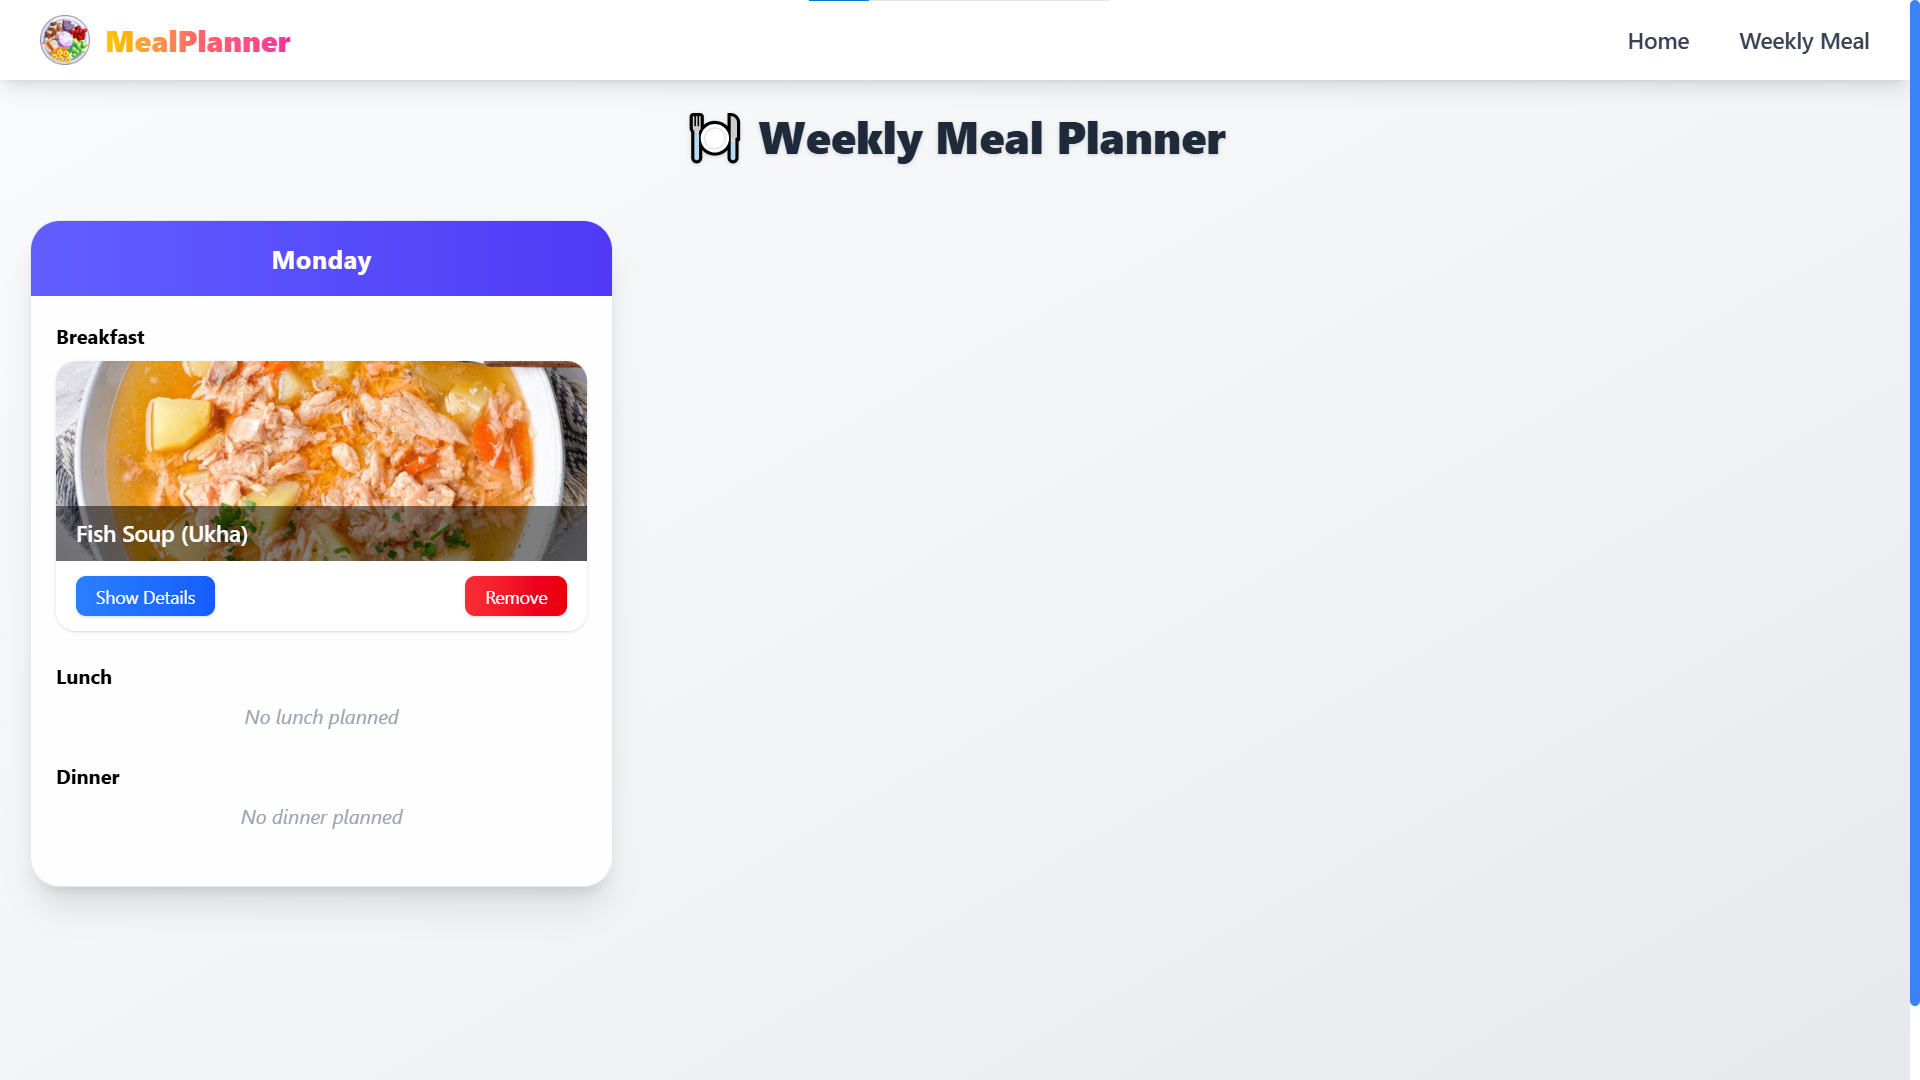 MealPlanner
Home
Weekly Meal
🍽 Weekly Meal Planner
Monday
Breakfast
Fish Soup (Ukha)
Show Details
Remove
Lunch
No lunch planned
Dinner
No dinner planned